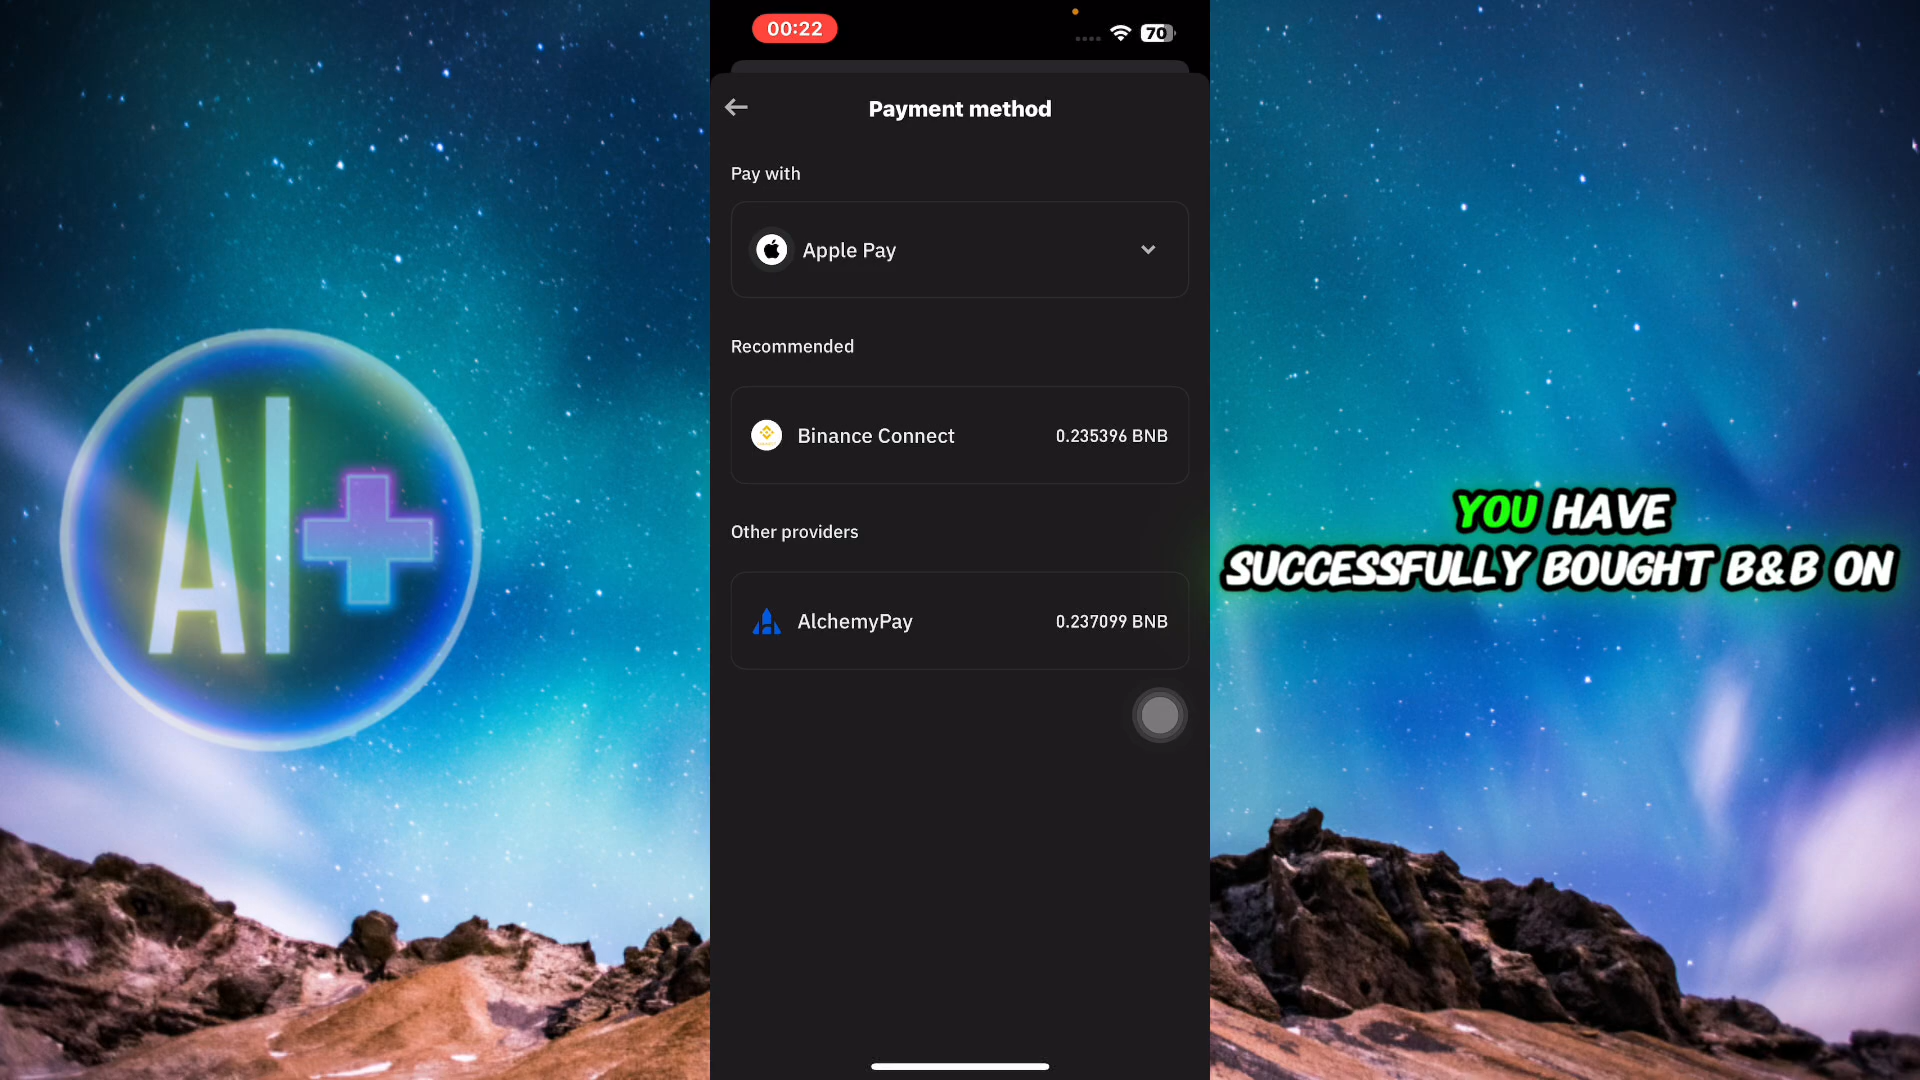 AI+
00:22
70
Payment method
Pay with
Apple Pay
Recommended
Binance Connect 0.235396 BNB
Other providers
AlchemyPay 0.237099 BNB
YOU HAVE
SUCCESSFULLY BOUGHT B&B ON